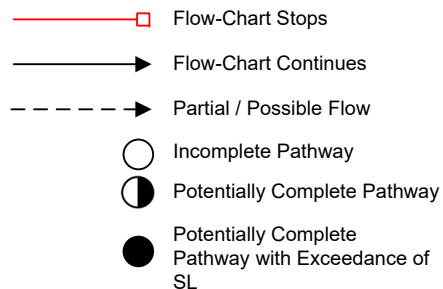 Flow-Chart Stops
Flow-Chart Continues
Partial / Possible Flow
Incomplete Pathway
Potentially Complete Pathway
Potentially Complete
Pathway with Exceedance of
SL